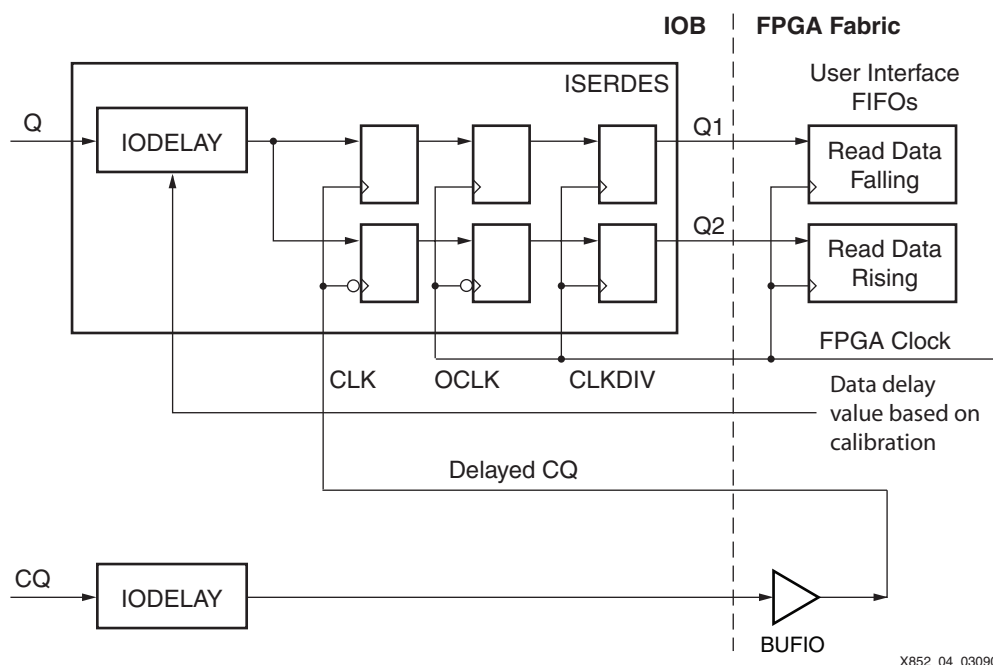 IOB
FPGA Fabric
ISERDES
User Interface
FIFOs
Q
IODELAY
Q1
Read Data
Falling
Q2
Read Data
Rising
FPGA Clock
CLK
OCLK
CLKDIV
Data delay
value based on
calibration
Delayed CQ
CQ
IODELAY
BUFIO
X852_04_03090